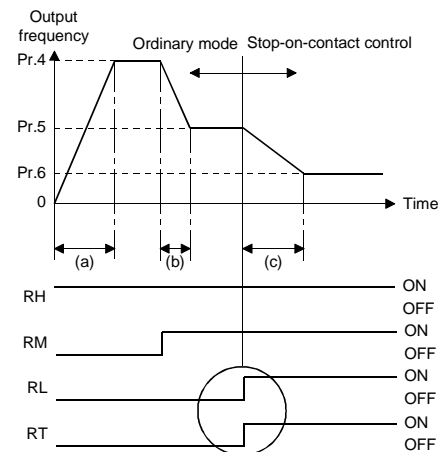 Output
frequency
Ordinary mode Stop-on-contact control
Pr.4
Pr.5
Pr.6
0
Time
(a) (b) (c)
RH ON
OFF
RM ON
OFF
RL ON
OFF
RT ON
OFF